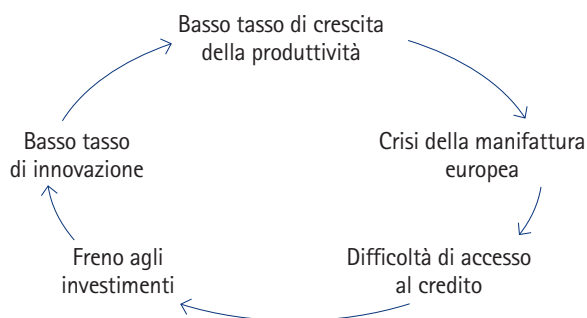 Basso tasso di crescita
della produttività
Crisi della manifattura
europea
Difficoltà di accesso
al credito
Freno agli
investimenti
Basso tasso
di innovazione